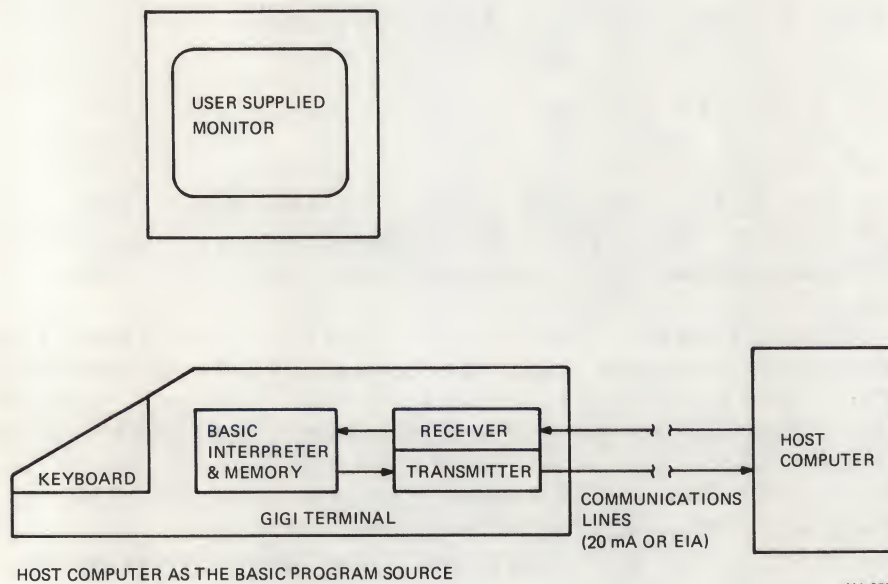 USER SUPPLIED
MONITOR
KEYBOARD
BASIC
INTERPRETER
& MEMORY
RECEIVER
TRANSMITTER
GIGI TERMINAL
COMMUNICATIONS
LINES
(20 mA OR EIA)
HOST
COMPUTER
HOST COMPUTER AS THE BASIC PROGRAM SOURCE